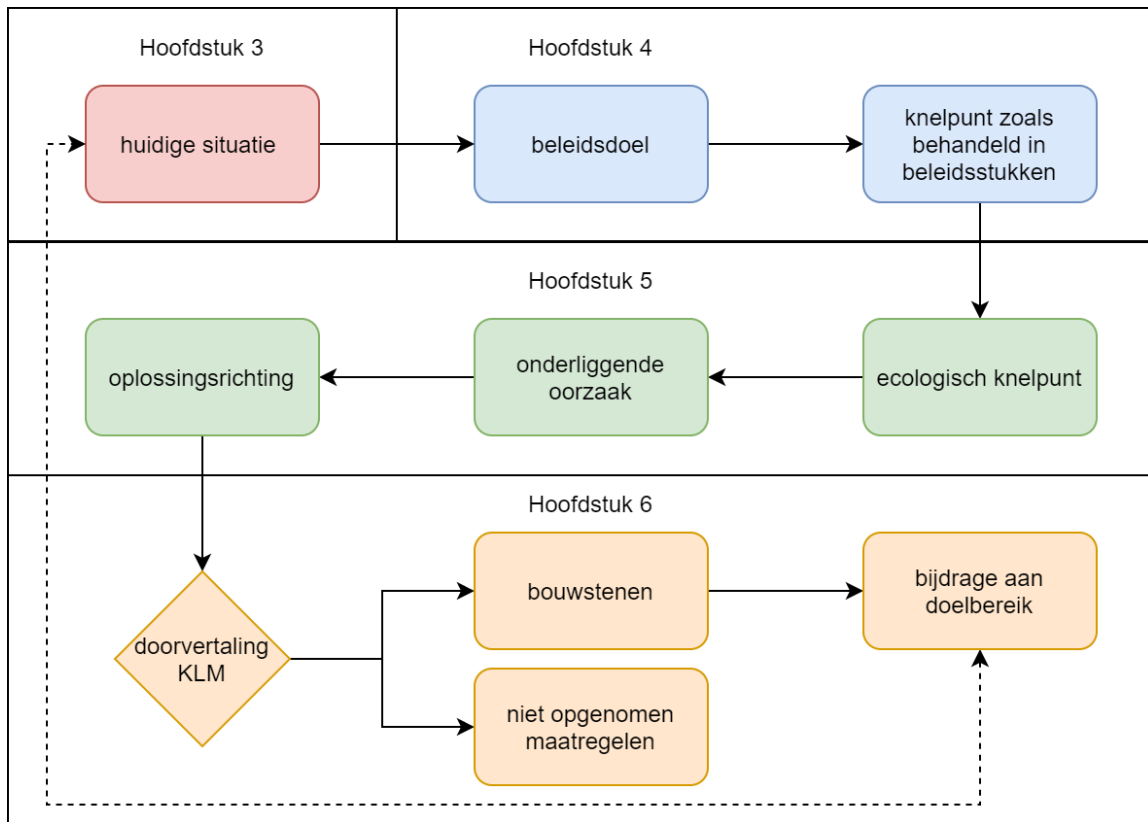 Hoofdstuk 3
huidige situatie
Hoofdstuk 4
beleidsdoel
knelpunt zoals
behandeld in
beleidsstukken
Hoofdstuk 5
oplossingsrichting
onderliggende
oorzaak
ecologisch knelpunt
Hoofdstuk 6
doorvertaling
KLM
bouwstenen
niet opgenomen
maatregelen
bijdrage aan
doelbereik